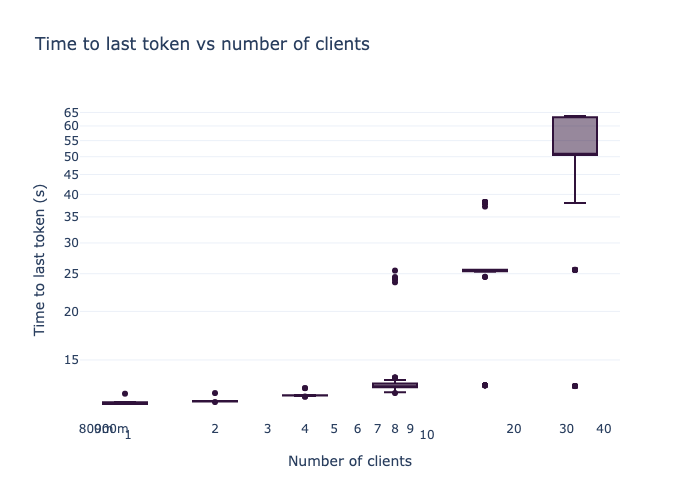 Time to last token vs number of clients
65
60
55
50
45
40
35
30
25
20
15
Time to last token (s)
800m 900m 1 2 3 4 5 6 7 8 9 10 20 30 40
Number of clients